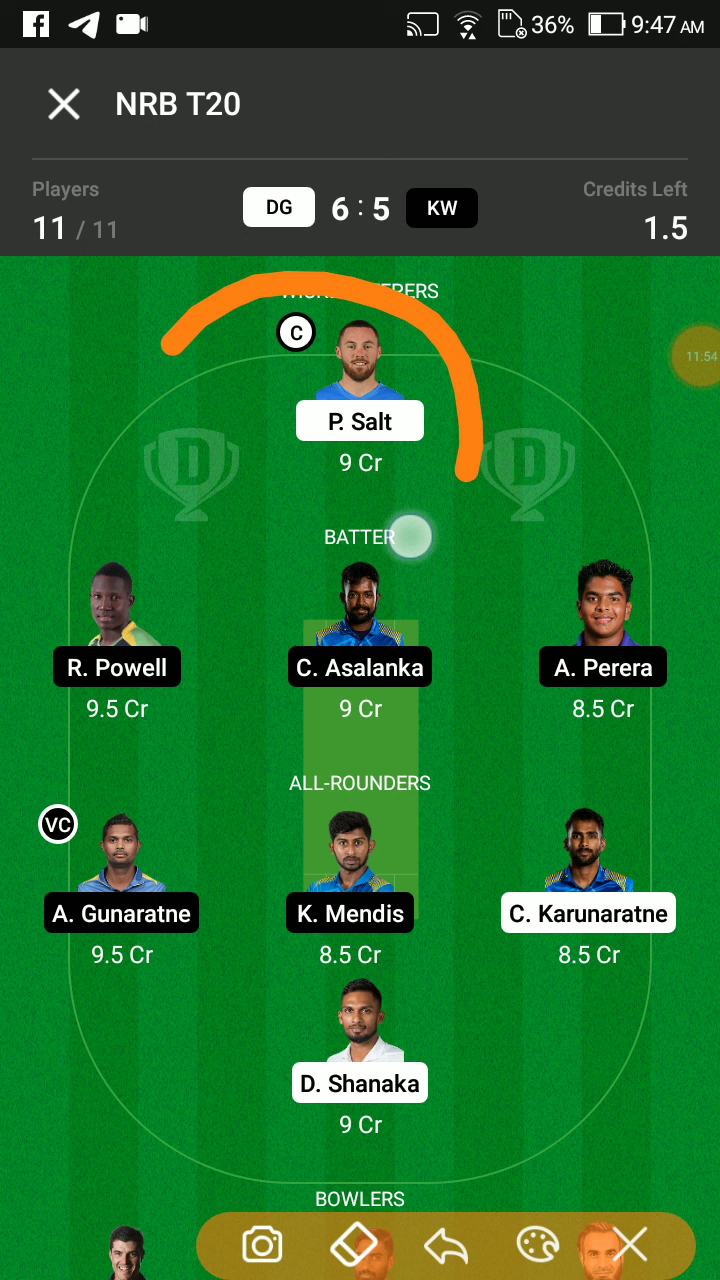 36% 9:47 AM
NRB T20
Players
Credits Left
11 / 11
DG 6 : 5 KW
1.5
C
11:54
P. Salt
9 Cr
D D
BATTER
R. Powell C. Asalanka A. Perera
9.5 Cr 9 Cr 8.5 Cr
ALL-ROUNDERS
VC
A. Gunaratne K. Mendis C. Karunaratne
9.5 Cr 8.5 Cr 8.5 Cr
D. Shanaka
9 Cr
BOWLERS